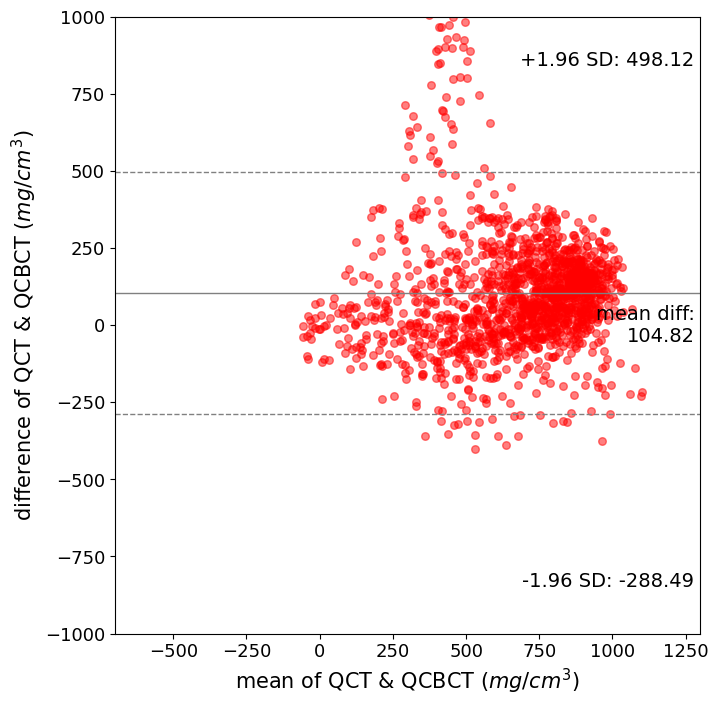 1000
750
500
250
0
−250
−500
−750
−1000
difference of QCT & QCBCT (mg/cm³)
+1.96 SD: 498.12
mean diff:
104.82
-1.96 SD: -288.49
−500 −250 0 250 500 750 1000 1250
mean of QCT & QCBCT (mg/cm³)